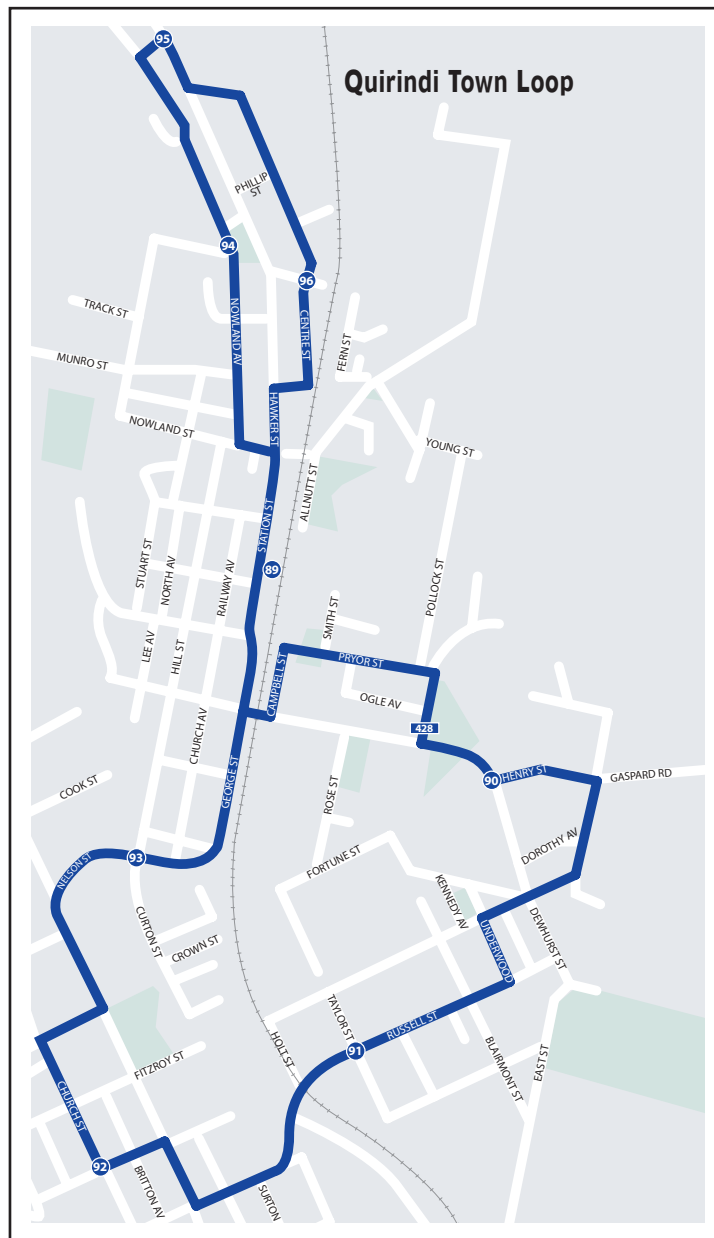 95
Quirindi Town Loop
PHILLIP
ST
94
96
TRACK ST
NOWLAND AV
CENTRE ST
FERN ST
MUNRO ST
HAWKER ST
NOWLAND ST
YOUNG ST
ALLNUTT ST
STATION ST
STUART ST
NORTH AV
RAILWAY AV
89
POLLOCK ST
SMITH ST
LEE AV
HILL ST
PRYOR ST
CAMPBELL ST
OGLE AV
CHURCH AV
428
GEORGE ST
90
HENRY ST
GASPARD RD
COOK ST
ROSE ST
DOROTHY AV
93
NELSON ST
FORTUNE ST
KENNEDY AV
CURTON ST
CROWN ST
UNDERWOOD
DEWHURST ST
TAYLOR ST
RUSSELL ST
91
HOLT ST
FITZROY ST
BLAIRMONT ST
EAST ST
CHURCH ST
92
BRITTON AV
SURTON